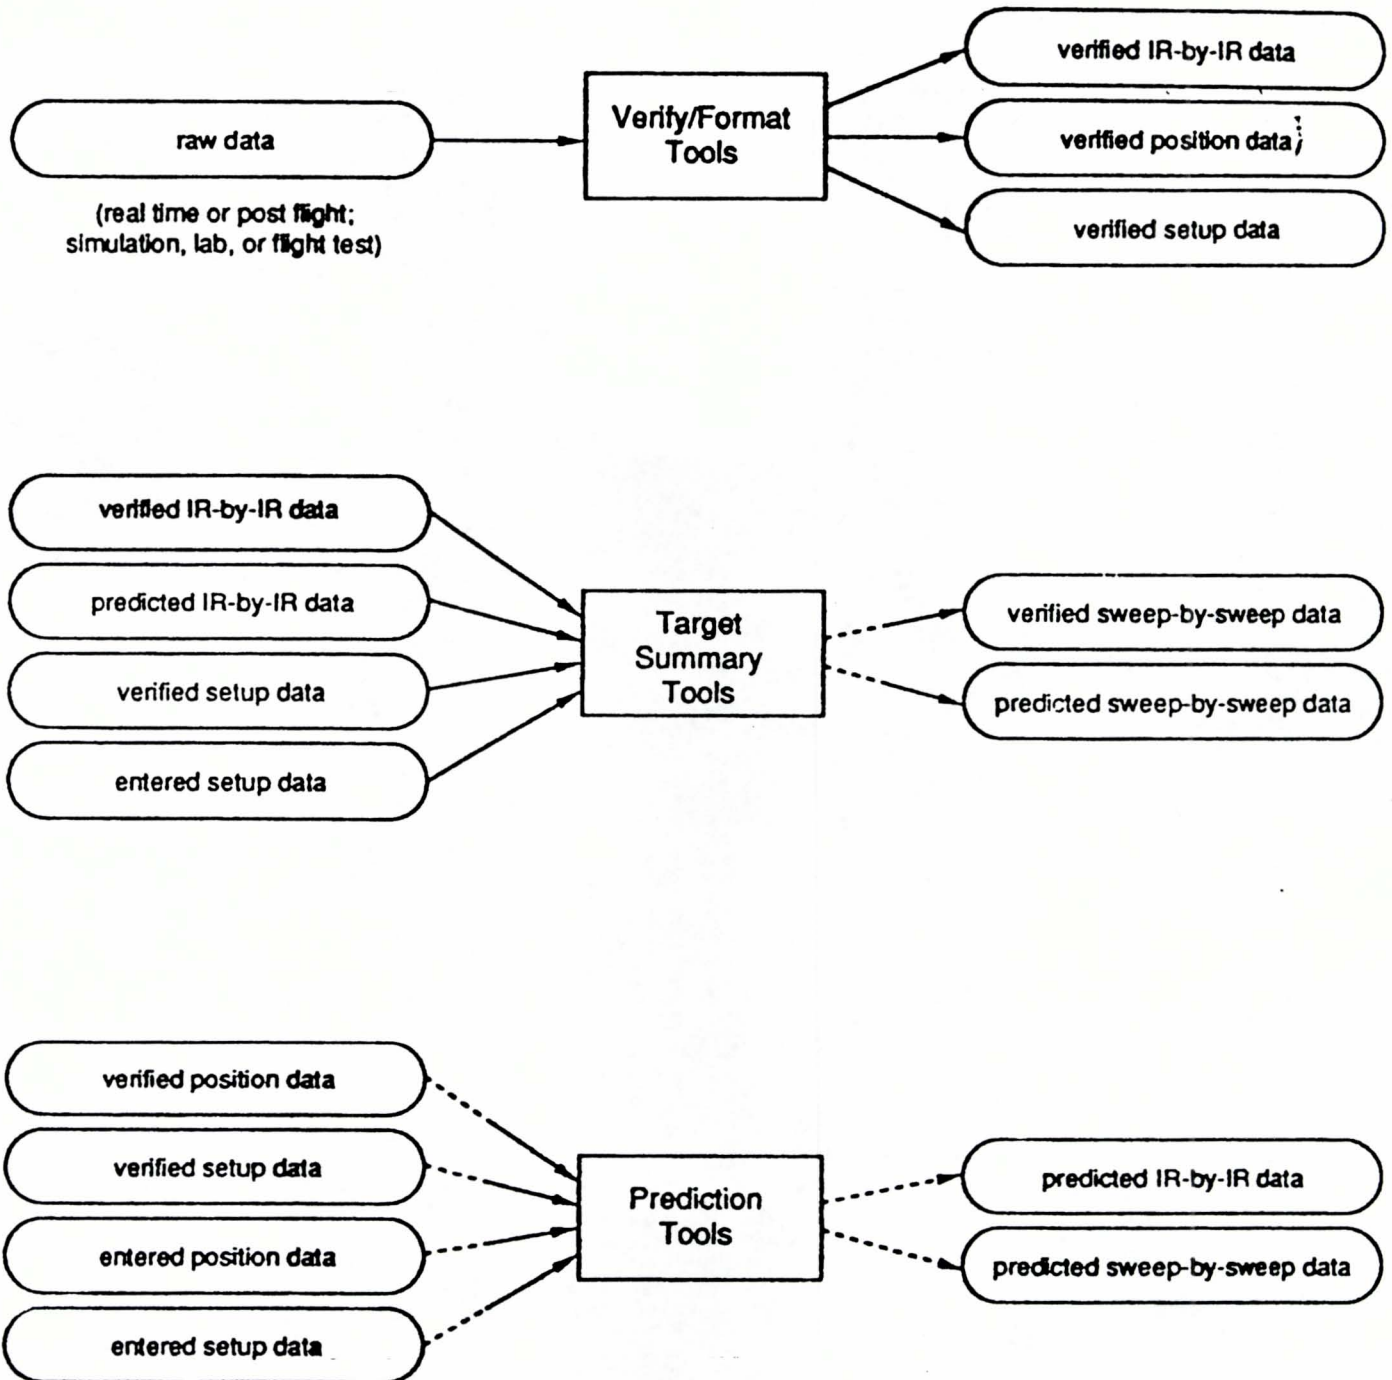 raw data
(real time or post flight;
simulation, lab, or flight test)
Verify/Format
Tools
verified IR-by-IR data
verified position data
verified setup data
verified IR-by-IR data
predicted IR-by-IR data
verified setup data
entered setup data
Target
Summary
Tools
verified sweep-by-sweep data
predicted sweep-by-sweep data
verified position data
verified setup data
entered position data
entered setup data
Prediction
Tools
predicted IR-by-IR data
predicted sweep-by-sweep data